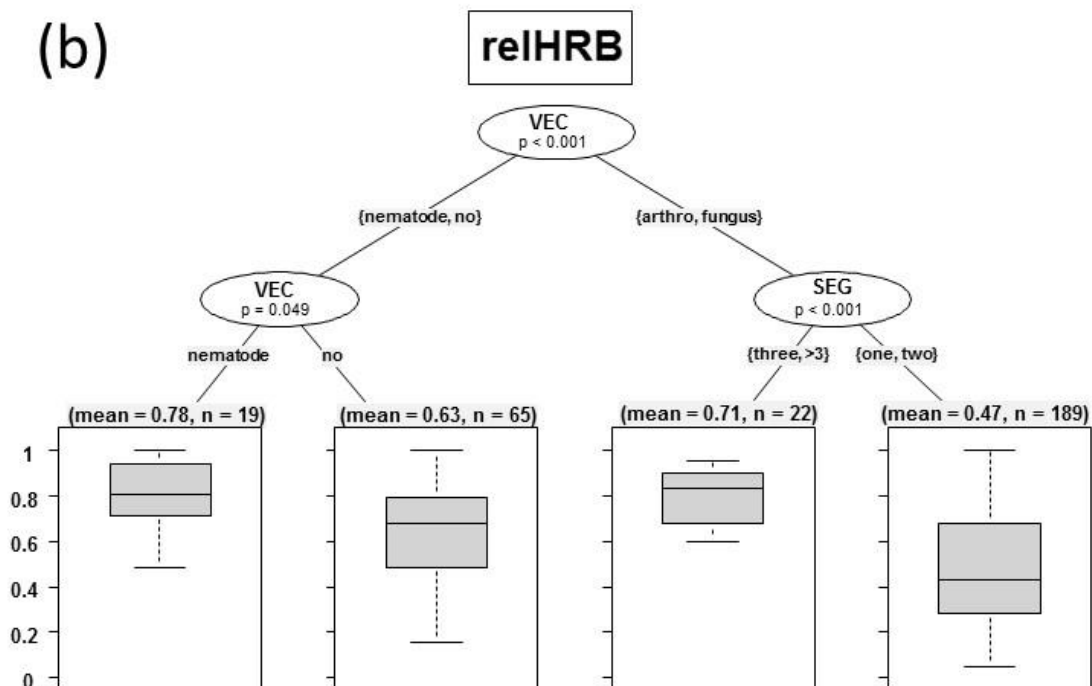 (b)
relHRB
VEC
p < 0.001
{nematode, no} {arthro, fungus}
VEC SEG
p = 0.049 p < 0.001
nematode no {three, >3} {one, two}
(mean = 0.78, n = 19) (mean = 0.63, n = 65) (mean = 0.71, n = 22) (mean = 0.47, n = 189)
1
0.8
0.6
0.4
0.2
0